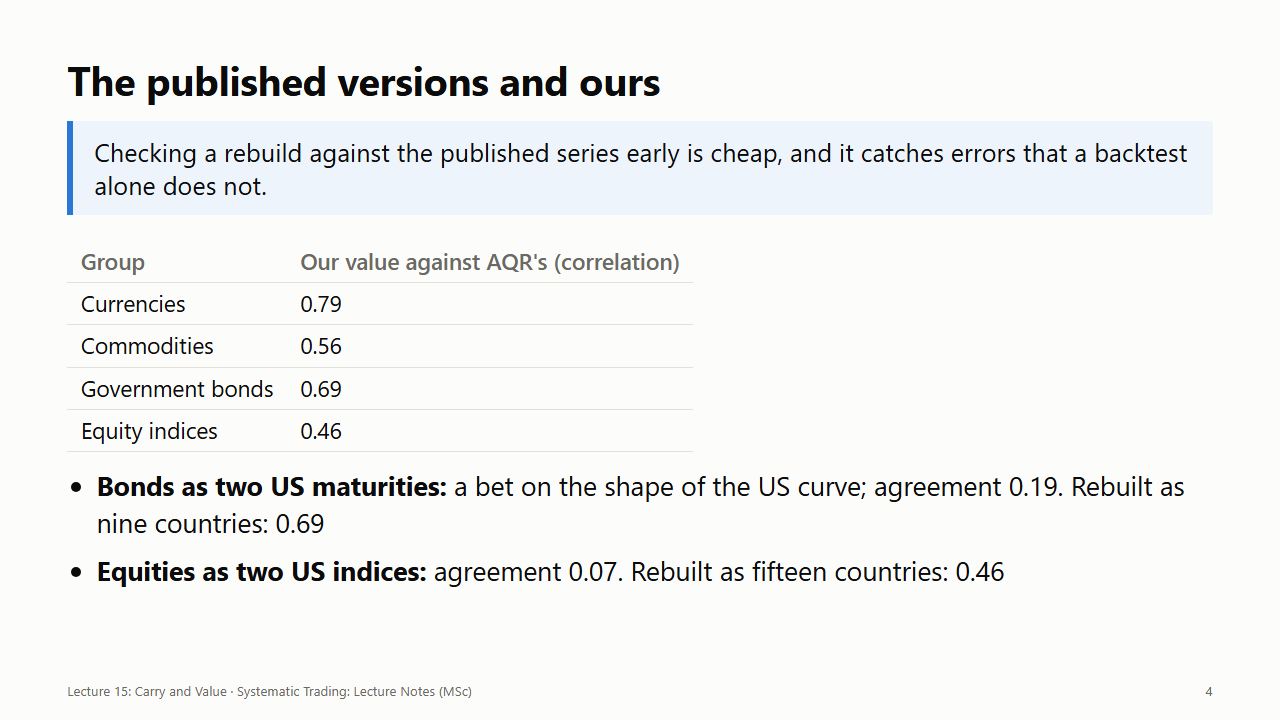 The published versions and ours
Checking a rebuild against the published series early is cheap, and it catches errors that a backtest
alone does not.
Group Our value against AQR's (correlation)
Currencies 0.79
Commodities 0.56
Government bonds 0.69
Equity indices 0.46
• Bonds as two US maturities: a bet on the shape of the US curve; agreement 0.19. Rebuilt as
nine countries: 0.69
• Equities as two US indices: agreement 0.07. Rebuilt as fifteen countries: 0.46
Lecture 15: Carry and Value · Systematic Trading: Lecture Notes (MSc) 4